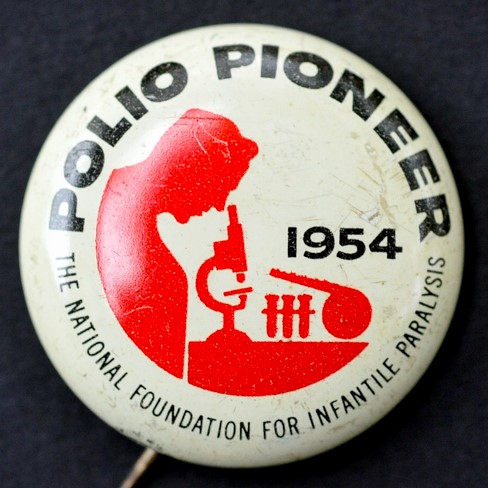 POLIO PIONEER
1954
THE NATIONAL FOUNDATION FOR INFANTILE PARALYSIS